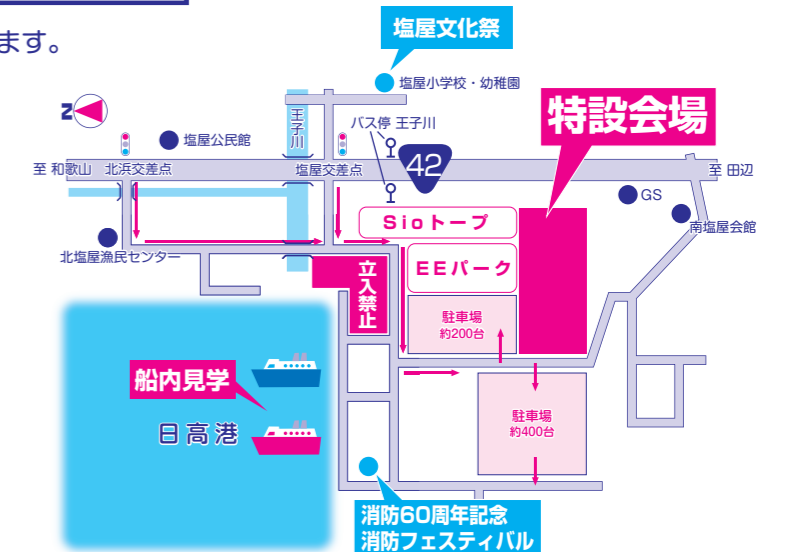 ます。
塩屋文化祭
塩屋小学校・幼稚園
N
塩屋公民館
王子川
バス停 王子川
特設会場
至 和歌山
北浜交差点
塩屋交差点
42
至 田辺
GS
南塩屋会館
Sioトープ
北塩屋漁民センター
EEパーク
立入禁止
駐車場
約200台
船内見学
日高港
駐車場
約400台
消防60周年記念
消防フェスティバル